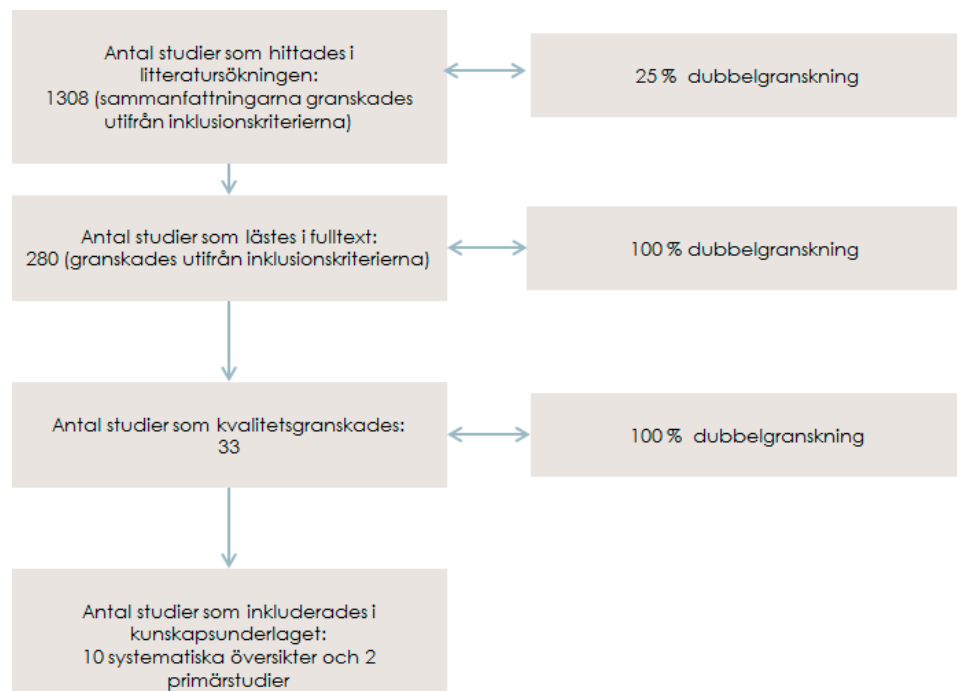 Antal studier som hittades i
litteratursökningen:
1308 (sammanfattningarna granskades
utifrån inklusionskriterierna)
25 % dubbelgranskning
Antal studier som lästes i fulltext:
280 (granskades utifrån inklusionskriterierna)
100 % dubbelgranskning
Antal studier som kvalitetsgranskades:
33
100 % dubbelgranskning
Antal studier som inkluderades i
kunskapsunderlaget:
10 systematiska översikter och 2
primärstudier